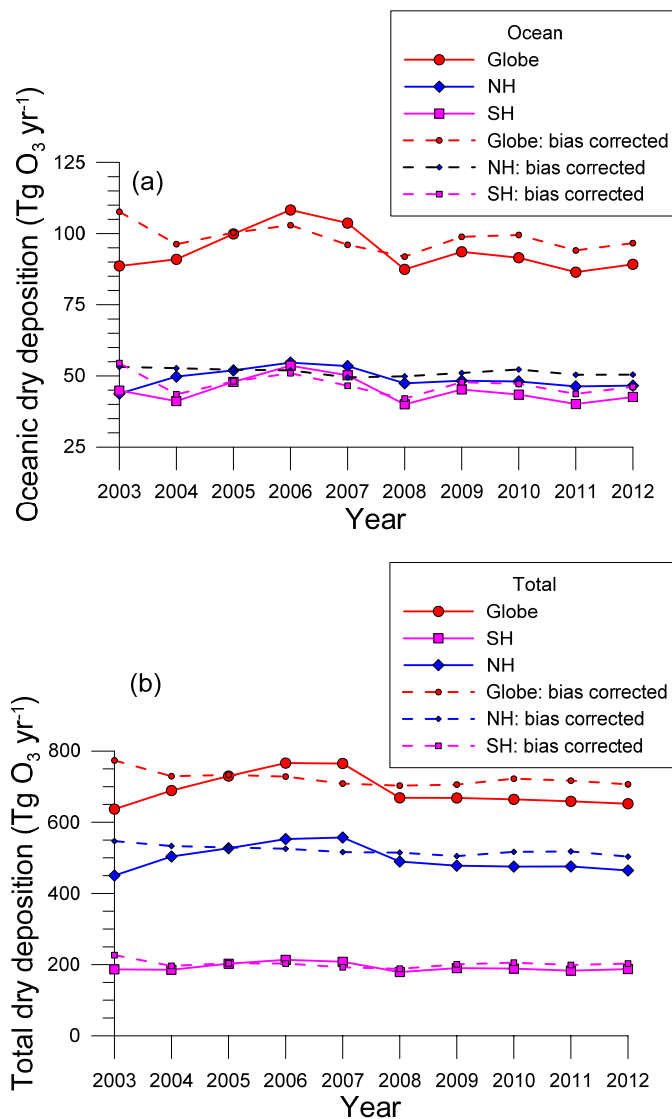 Ocean
Globe
NH
SH
Globe: bias corrected
NH: bias corrected
SH: bias corrected
(a)
Oceanic dry deposition (Tg O3 yr-1)
125
100
75
50
25
2003 2004 2005 2006 2007 2008 2009 2010 2011 2012
Year
Total
Globe
SH
NH
Globe: bias corrected
NH: bias corrected
SH: bias corrected
(b)
Total dry deposition (Tg O3 yr-1)
800
600
400
200
0
2003 2004 2005 2006 2007 2008 2009 2010 2011 2012
Year